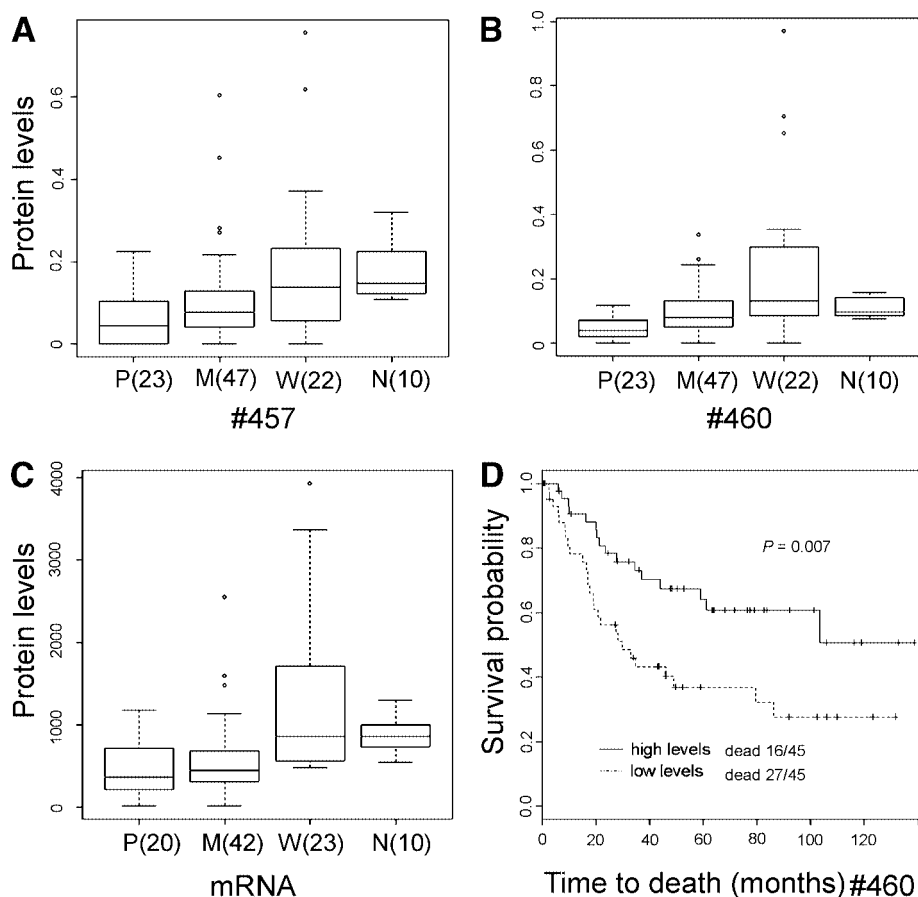 A
Protein levels
0.6
0.4
0.2
0
P(23) M(47) W(22) N(10)
#457
B
1.0
0.8
0.6
0.4
0.2
0
P(23) M(47) W(22) N(10)
#460
C
Protein levels
4000
3000
2000
1000
0
P(20) M(42) W(23) N(10)
mRNA
D
Survival probability
1.0
0.8
0.6
0.4
0.2
0.0
P = 0.007
high levels dead 16/45
low levels dead 27/45
0 20 40 60 80 100 120
Time to death (months) #460